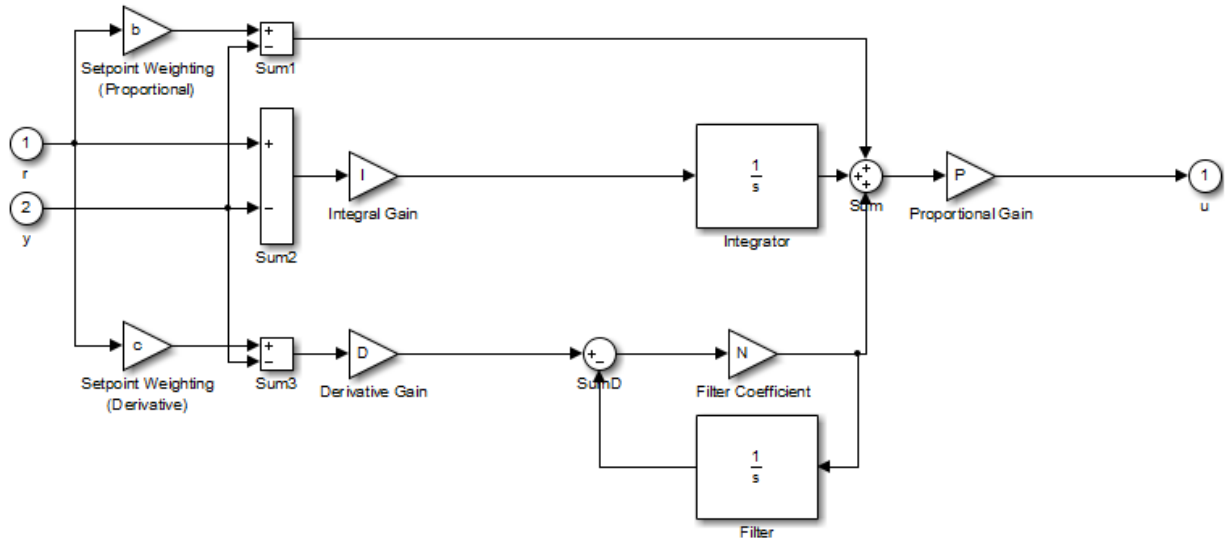 b
+
−
Setpoint Weighting
(Proportional)
Sum1
1
r
2
y
+
−
Sum2
I
Integral Gain
1
s
Integrator
+
+
+
Sum
P
Proportional Gain
1
u
c
Setpoint Weighting
(Derivative)
+
−
Sum3
D
Derivative Gain
+
−
SumD
N
Filter Coefficient
1
s
Filter